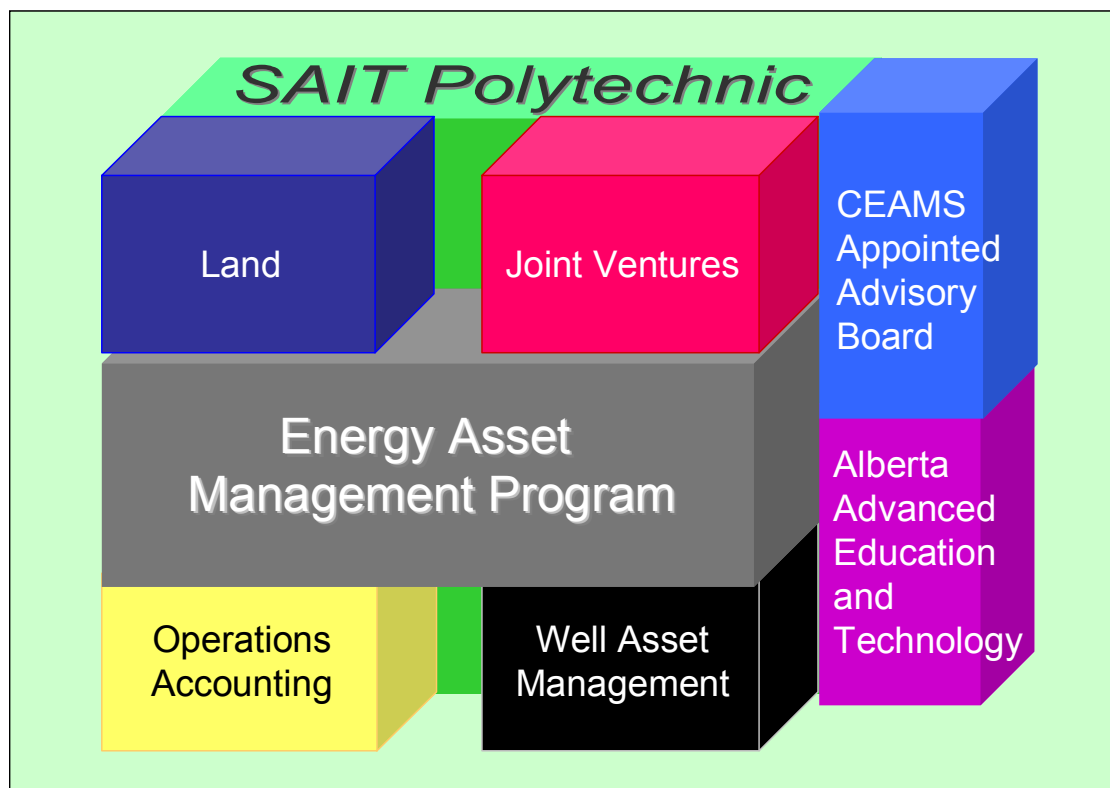 SAIT Polytechnic
Land
Joint Ventures
CEAMS
Appointed
Advisory
Board
Energy Asset
Management Program
Alberta
Advanced
Education
and
Technology
Operations
Accounting
Well Asset
Management